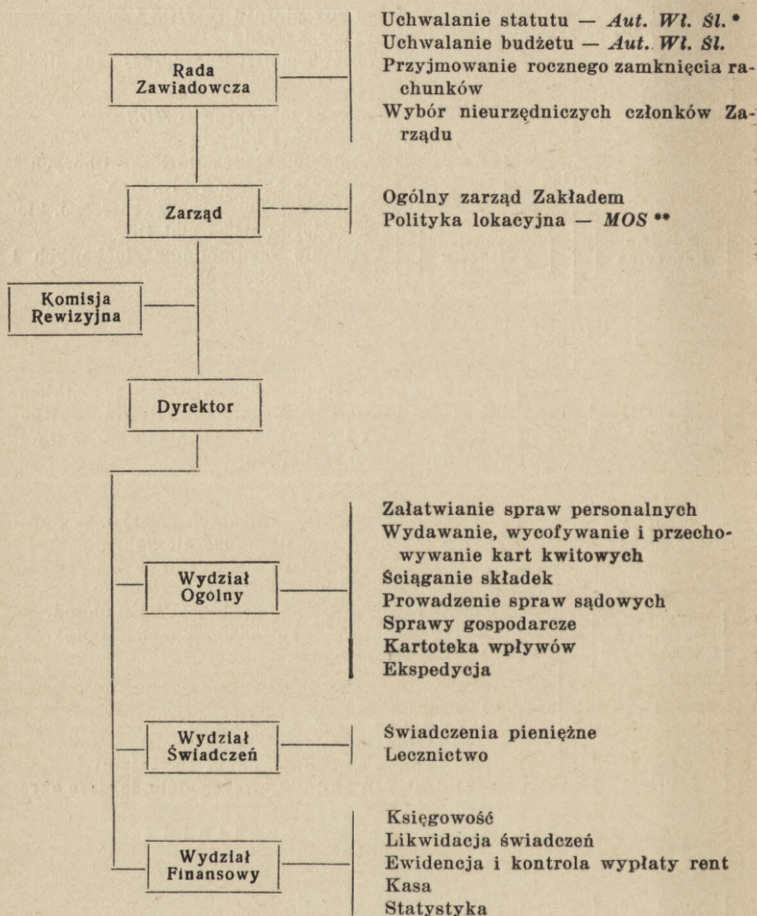 Uchwalanie statutu — Aut. Wł. Śl. *
Uchwalanie budżetu — Aut. Wł. Śl.
Przyjmowanie rocznego zamknięcia ra-
chunków
Wybór nieurzędniczych członków Za-
rządu
Rada
Zawiadowcza
Zarząd
Ogólny zarząd Zakładem
Polityka lokacyjna — MOS **
Komisja
Rewizyjna
Dyrektor
Załatwianie spraw personalnych
Wydawanie, wycofywanie i przecho-
wywanie kart kwitowych
Ściąganie składek
Prowadzenie spraw sądowych
Sprawy gospodarcze
Kartoteka wpływów
Ekspedycja
Wydział
Ogolny
Wydział
Świadczeń
Świadczenia pieniężne
Lecznictwo
Księgowość
Likwidacja świadczeń
Ewidencja i kontrola wypłaty rent
Kasa
Statystyka
Wydział
Finansowy